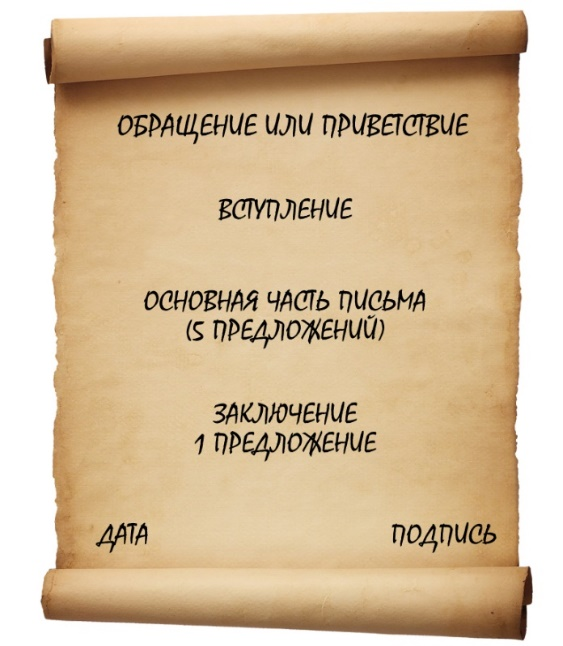 ОБРАЩЕНИЕ ИЛИ ПРИВЕТСТВИЕ
ВСТУПЛЕНИЕ
ОСНОВНАЯ ЧАСТЬ ПИСЬМА
(5 ПРЕДЛОЖЕНИЙ)
ЗАКЛЮЧЕНИЕ
1 ПРЕДЛОЖЕНИЕ
ДАТА ПОДПИСЬ